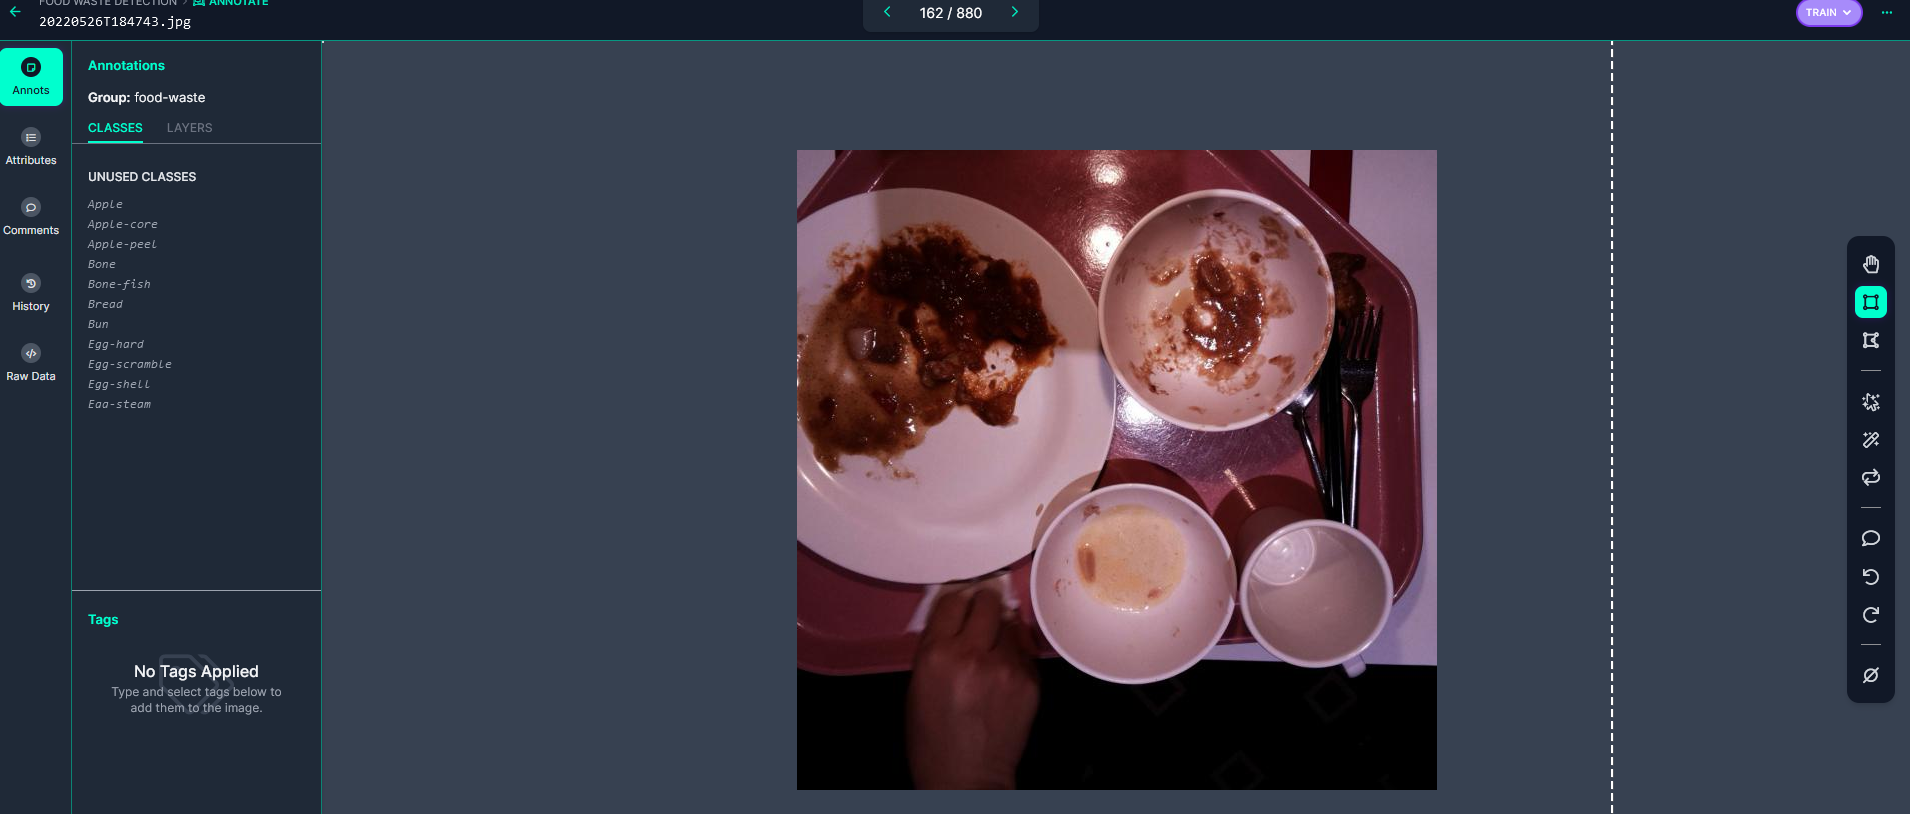 FOOD WASTE DETECTION > ANNOTATE
20220526T184743.jpg
162 / 880
TRAIN
Annots
Attributes
Comments
History
Raw Data
Annotations
Group: food-waste
CLASSES LAYERS
UNUSED CLASSES
Apple
Apple-core
Apple-peel
Bone
Bone-fish
Bread
Bun
Egg-hard
Egg-scramble
Egg-shell
Egg-steam
Tags
No Tags Applied
Type and select tags below to
add them to the image.